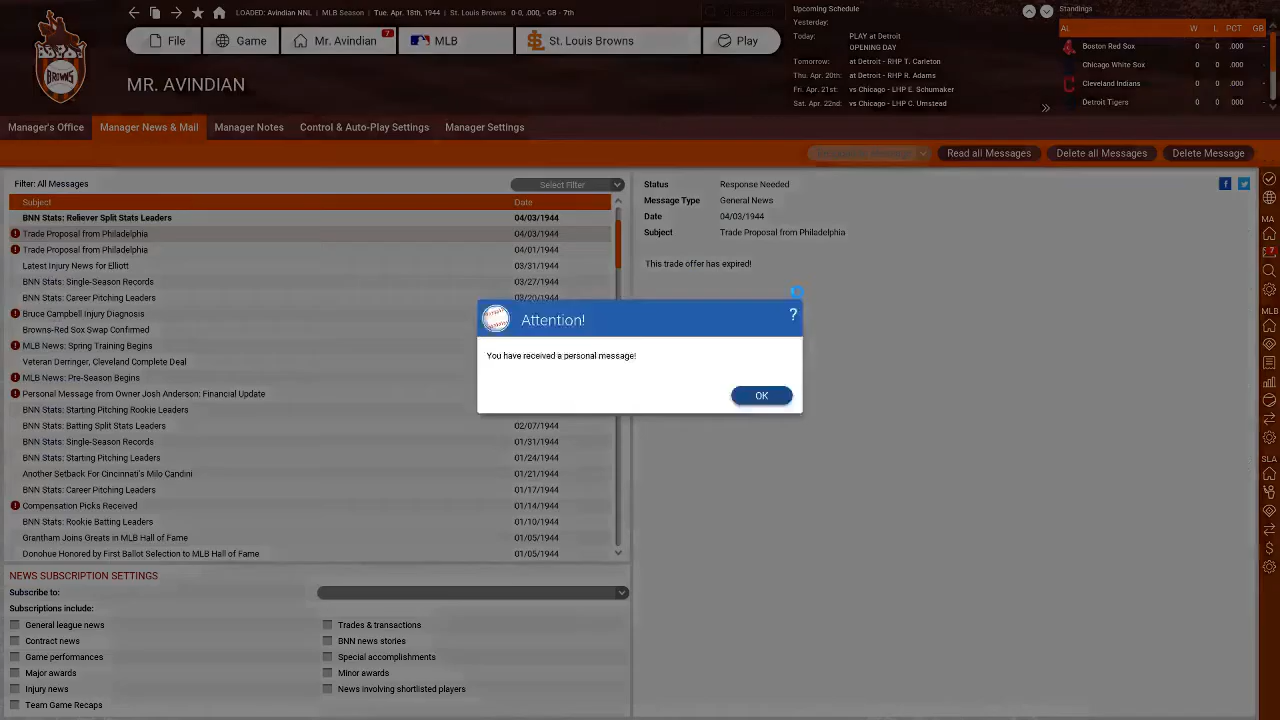 LOADED: Avindian NNL | MLB Season | Tue. Apr. 18th, 1944 | St. Louis Browns 0-0, .000, - GB - 7th
File
Game
Mr. Avindian
7
MLB
St. Louis Browns
Play
BROWNS
MR. AVINDIAN
Upcoming Schedule
Yesterday:
Today: PLAY at Detroit
OPENING DAY
Tomorrow: at Detroit - RHP T. Carleton
Thu. Apr. 20th: at Detroit - RHP R. Adams
Fri. Apr. 21st: vs Chicago - LHP E. Schumaker
Sat. Apr. 22nd: vs Chicago - LHP C. Umstead
Standings
AL W L PCT GB
Boston Red Sox 0 0 .000 -
Chicago White Sox 0 0 .000 -
Cleveland Indians 0 0 .000 -
Detroit Tigers 0 0 .000 -
Manager's Office
Manager News & Mail
Manager Notes
Control & Auto-Play Settings
Manager Settings
Read all Messages
Delete all Messages
Delete Message
Filter: All Messages
Select Filter
Subject Date
BNN Stats: Reliever Split Stats Leaders 04/03/1944
Trade Proposal from Philadelphia 04/03/1944
Trade Proposal from Philadelphia 04/01/1944
Latest Injury News for Elliott 03/31/1944
BNN Stats: Single-Season Records 03/27/1944
BNN Stats: Career Pitching Leaders 03/20/1944
Bruce Campbell Injury Diagnosis
Browns-Red Sox Swap Confirmed
MLB News: Spring Training Begins
Veteran Derringer, Cleveland Complete Deal
MLB News: Pre-Season Begins
Personal Message from Owner Josh Anderson: Financial Update
BNN Stats: Starting Pitching Rookie Leaders
BNN Stats: Batting Split Stats Leaders 02/07/1944
BNN Stats: Single-Season Records 01/31/1944
BNN Stats: Starting Pitching Leaders 01/24/1944
Another Setback For Cincinnati's Milo Candini 01/21/1944
BNN Stats: Career Pitching Leaders 01/17/1944
Compensation Picks Received 01/14/1944
BNN Stats: Rookie Batting Leaders 01/10/1944
Grantham Joins Greats in MLB Hall of Fame 01/05/1944
Donohue Honored by First Ballot Selection to MLB Hall of Fame 01/05/1944
Status Response Needed
Message Type General News
Date 04/03/1944
Subject Trade Proposal from Philadelphia
This trade offer has expired!
Attention!
?
You have received a personal message!
OK
NEWS SUBSCRIPTION SETTINGS
Subscribe to:
Subscriptions include:
General league news
Trades & transactions
Contract news
BNN news stories
Game performances
Special accomplishments
Major awards
Minor awards
Injury news
News involving shortlisted players
Team Game Recaps
MA
7
MLB
SLA